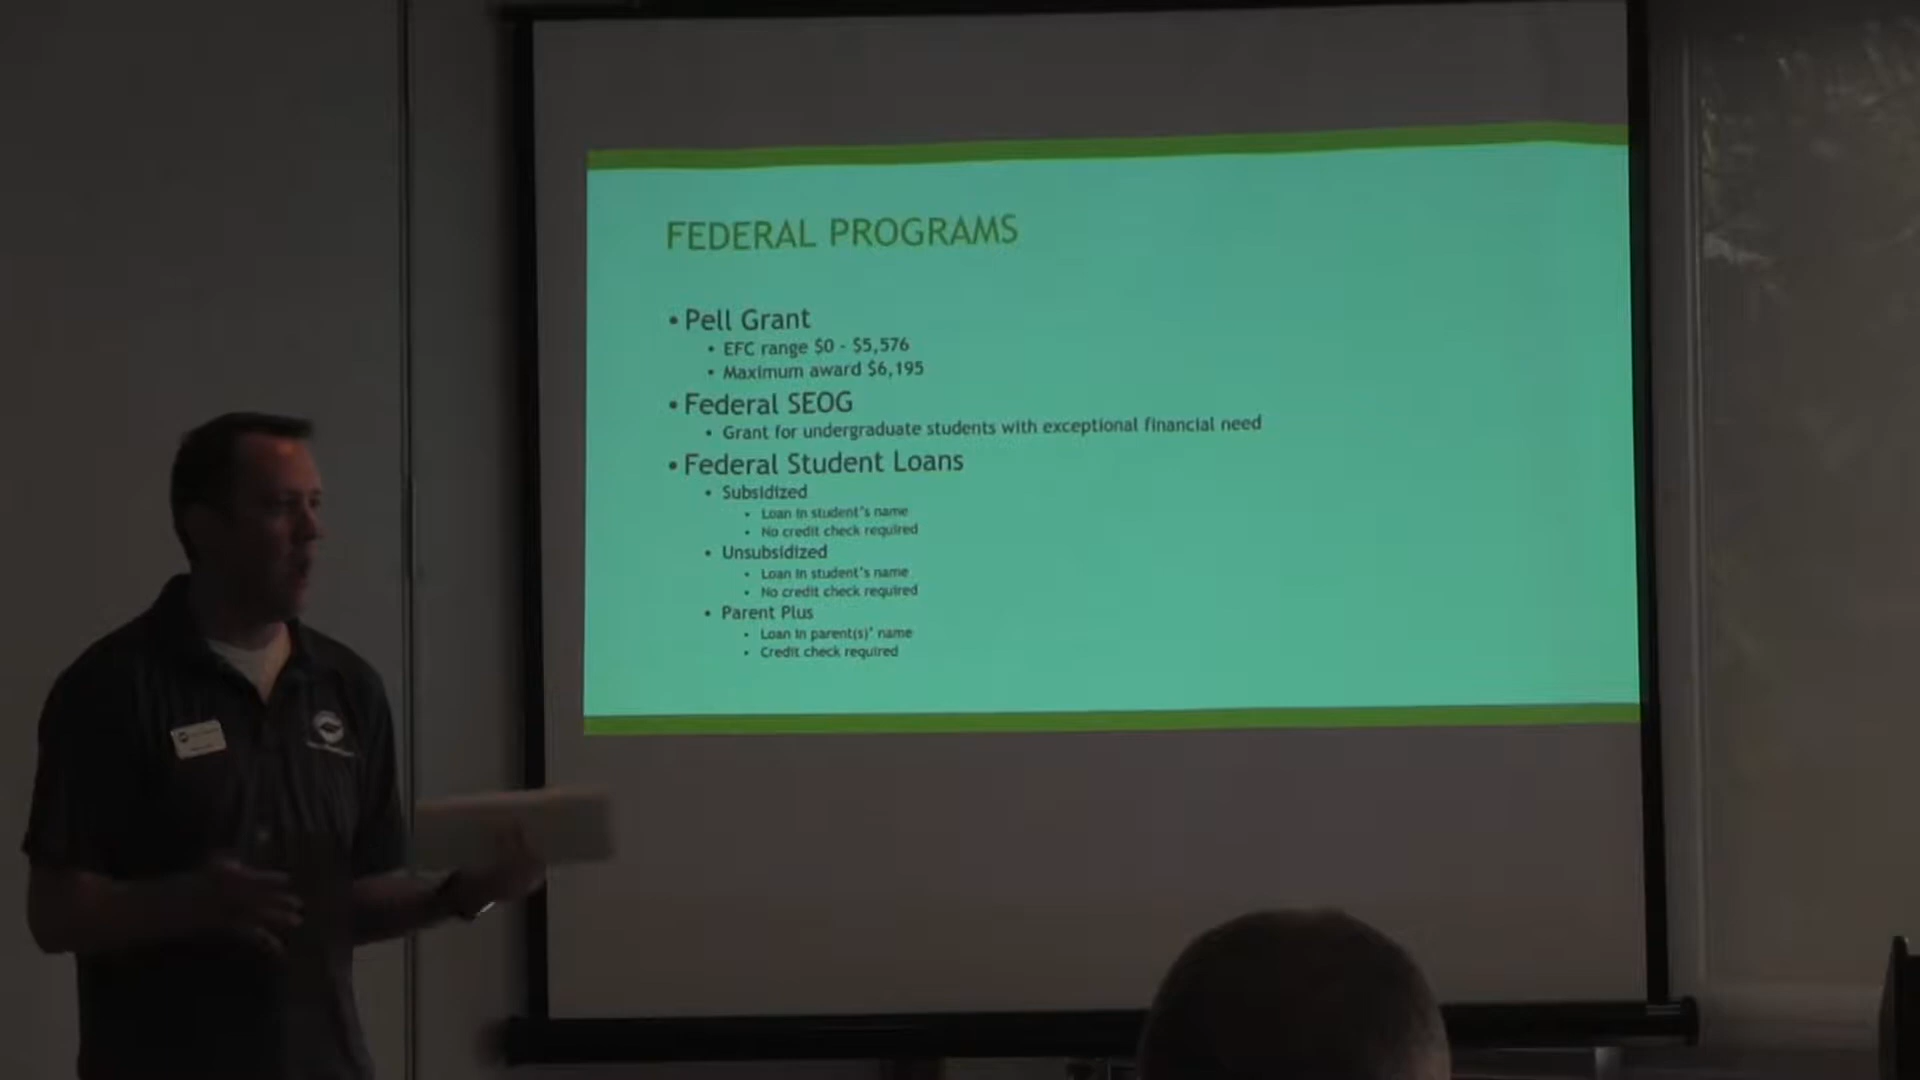 FEDERAL PROGRAMS
• Pell Grant
• EFC range $0 - $5,576
• Maximum award $6,195
• Federal SEOG
• Grant for undergraduate students with exceptional financial need
• Federal Student Loans
• Subsidized
• Loan in student's name
• No credit check required
• Unsubsidized
• Loan in student's name
• No credit check required
• Parent Plus
• Loan in parent(s)' name
• Credit check required